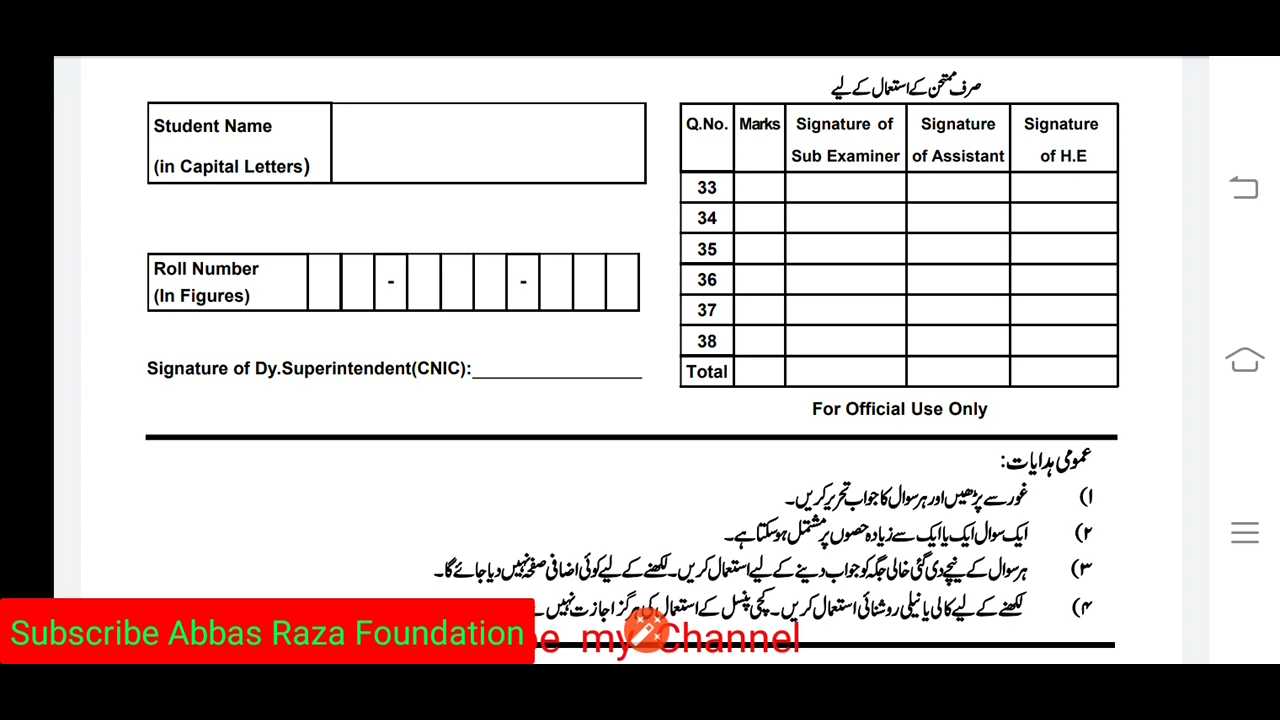 صرف ممتحن کے استعمال کے لیے
Student Name
(in Capital Letters)
Q.No. Marks Signature of Sub Examiner Signature of Assistant Signature of H.E
33
34
35
36
37
38
Total
Roll Number
(In Figures)
- -
Signature of Dy.Superintendent(CNIC):
For Official Use Only
عمومی ہدایات:
۱) غور سے پڑھیں اور ہر سوال کا جواب تحریر کریں۔
۲) ایک سوال ایک یا ایک سے زیادہ حصوں پر مشتمل ہو سکتا ہے۔
۳) ہر سوال کے نیچے دی گئی خالی جگہ کو جواب دینے کے لیے استعمال کریں۔ لکھنے کے لیے کوئی اضافی صفحہ نہیں دیا جائے گا۔
۴) لکھنے کے لیے کالی یا نیلی روشنائی استعمال کریں۔ کچی پنسل کے استعمال کی ہرگز اجازت نہیں۔
Subscribe Abbas Raza Foundation
my Channel